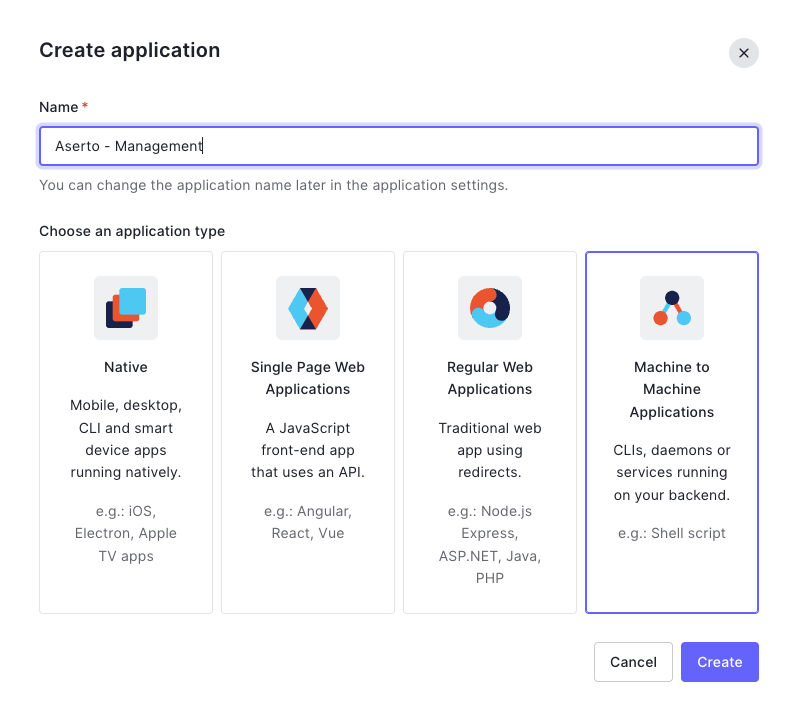 Create application
Name *
Aserto - Management
You can change the application name later in the application settings.
Choose an application type
Native
Mobile, desktop,
CLI and smart
device apps
running natively.
e.g.: iOS,
Electron, Apple
TV apps
Single Page Web
Applications
A JavaScript
front-end app
that uses an API.
e.g.: Angular,
React, Vue
Regular Web
Applications
Traditional web
app using
redirects.
e.g.: Node.js
Express,
ASP.NET, Java,
PHP
Machine to
Machine
Applications
CLIs, daemons or
services running
on your backend.
e.g.: Shell script
Cancel
Create